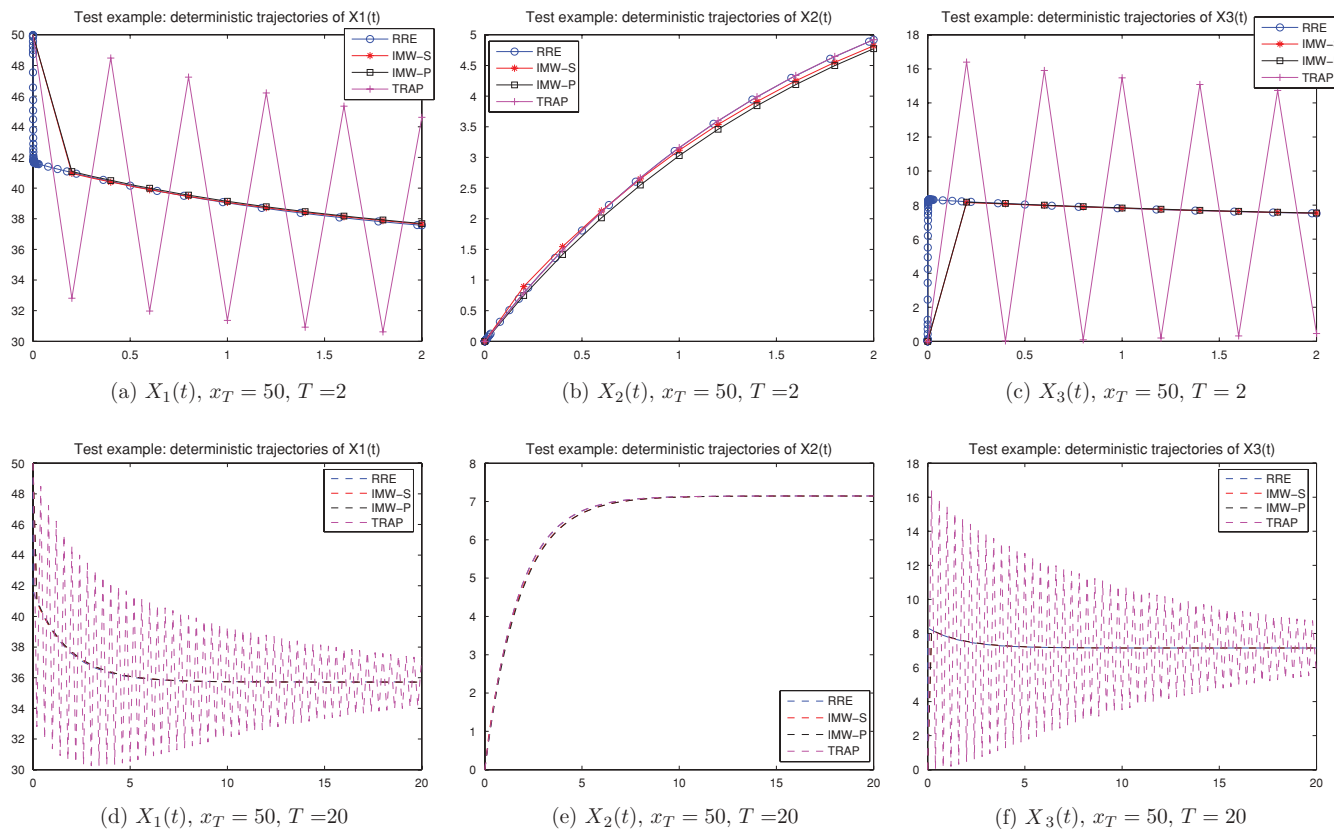 Test example: deterministic trajectories of X1(t)
50
48
46
44
42
40
38
36
34
32
30
0
0.5
1
1.5
2
RRE
IMW-S
IMW-P
TRAP
(a) X₁(t), x_T = 50, T =2
Test example: deterministic trajectories of X2(t)
5
4.5
4
3.5
3
2.5
2
1.5
1
0.5
0
0
0.5
1
1.5
2
RRE
IMW-S
IMW-P
TRAP
(b) X₂(t), x_T = 50, T =2
Test example: deterministic trajectories of X3(t)
18
16
14
12
10
8
6
4
2
0
0
0.5
1
1.5
2
RRE
IMW-S
IMW-P
TRAP
(c) X₃(t), x_T = 50, T = 2
Test example: deterministic trajectories of X1(t)
50
48
46
44
42
40
38
36
34
32
30
0
5
10
15
20
RRE
IMW-S
IMW-P
TRAP
(d) X₁(t), x_T = 50, T =20
Test example: deterministic trajectories of X2(t)
8
7
6
5
4
3
2
1
0
0
5
10
15
20
RRE
IMW-S
IMW-P
TRAP
(e) X₂(t), x_T = 50, T =20
Test example: deterministic trajectories of X3(t)
18
16
14
12
10
8
6
4
2
0
0
5
10
15
20
RRE
IMW-S
IMW-P
TRAP
(f) X₃(t), x_T = 50, T = 20